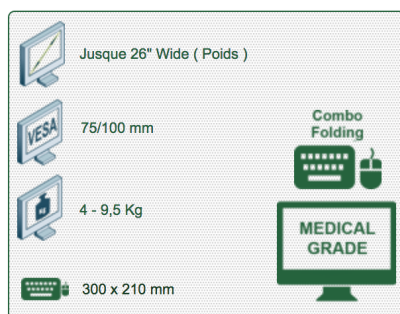 Jusque 26" Wide ( Poids )
VESA
75/100 mm
KG
4 - 9,5 Kg
300 x 210 mm
Combo
Folding
MEDICAL
GRADE